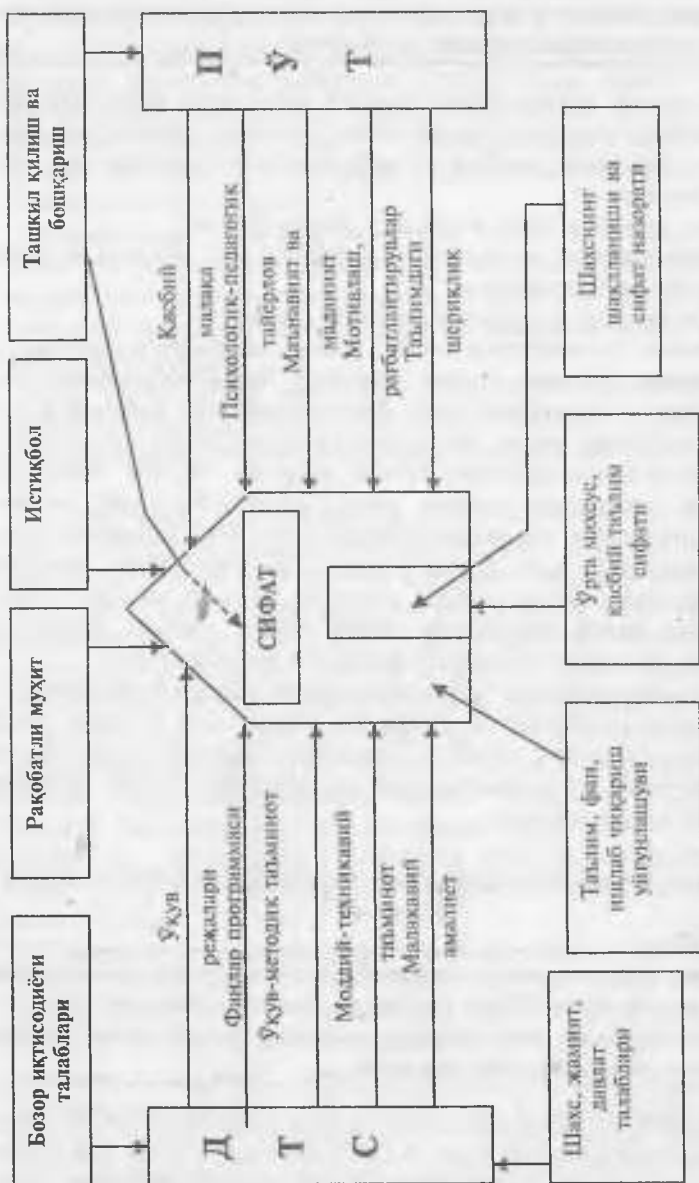 Бозор иқтисодиёти
талаблари
Рақобатли муҳит
Истиқбол
Ташкил қилиш ва
бошқариш
Д
Т
С
Ўқув
режалари
Фанлар программаси
Ўқув-методик таъминот
Моддий-техникавий
таъминот
Малакавий
амалиёт
СИФАТ
Касбий
малака
Психологик-педагогик
тайёрлов
Маънавият ва
маданият
Мотивлаш,
рағбатлантиришлар
Таълимдаги
шериклик
П
Ў
Т
Шахс, жамият,
давлат
талаблари
Таълим, фан,
ишлаб чиқариш
уйғунлашуви
Ўрта махсус,
касбий таълим
сифати
Шахснинг
шаклланиши ва
сифат назорати